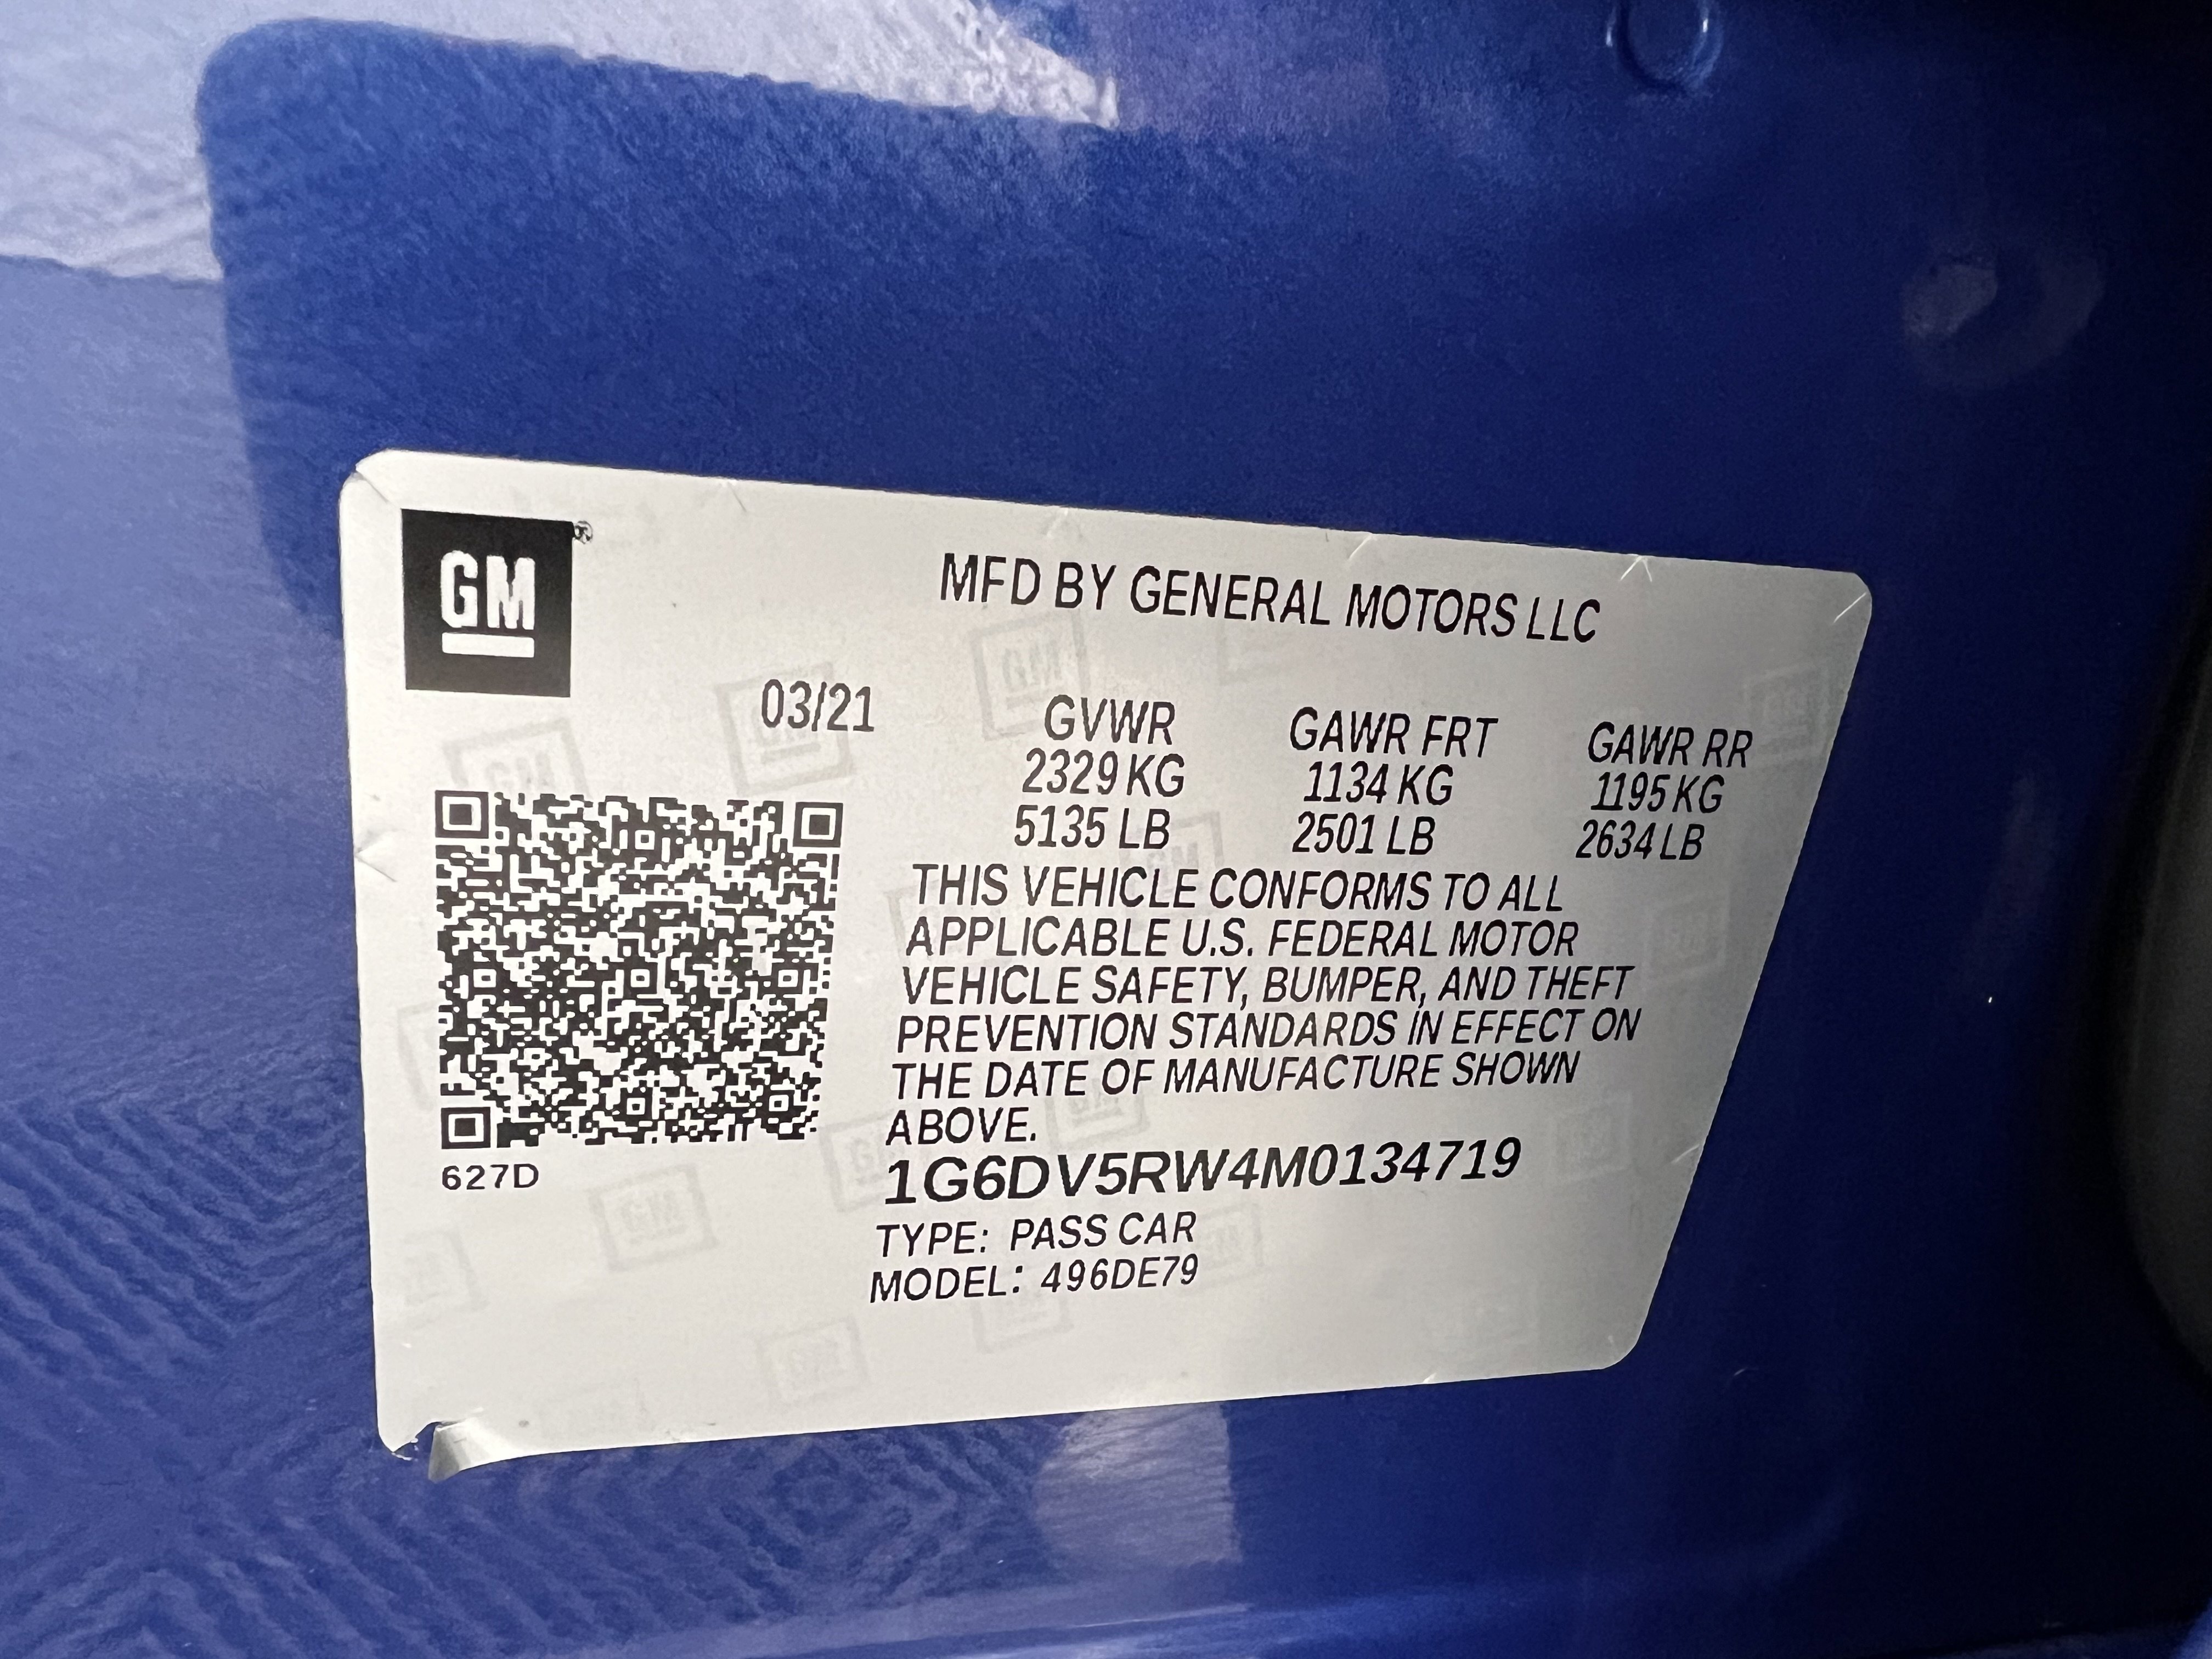 GM®
MFD BY GENERAL MOTORS LLC
03/21
GVWR GAWR FRT GAWR RR
2329 KG 1134 KG 1195 KG
5135 LB 2501 LB 2634 LB
THIS VEHICLE CONFORMS TO ALL
APPLICABLE U.S. FEDERAL MOTOR
VEHICLE SAFETY, BUMPER, AND THEFT
PREVENTION STANDARDS IN EFFECT ON
THE DATE OF MANUFACTURE SHOWN
ABOVE.
627D
1G6DV5RW4M0134719
TYPE: PASS CAR
MODEL: 496DE79